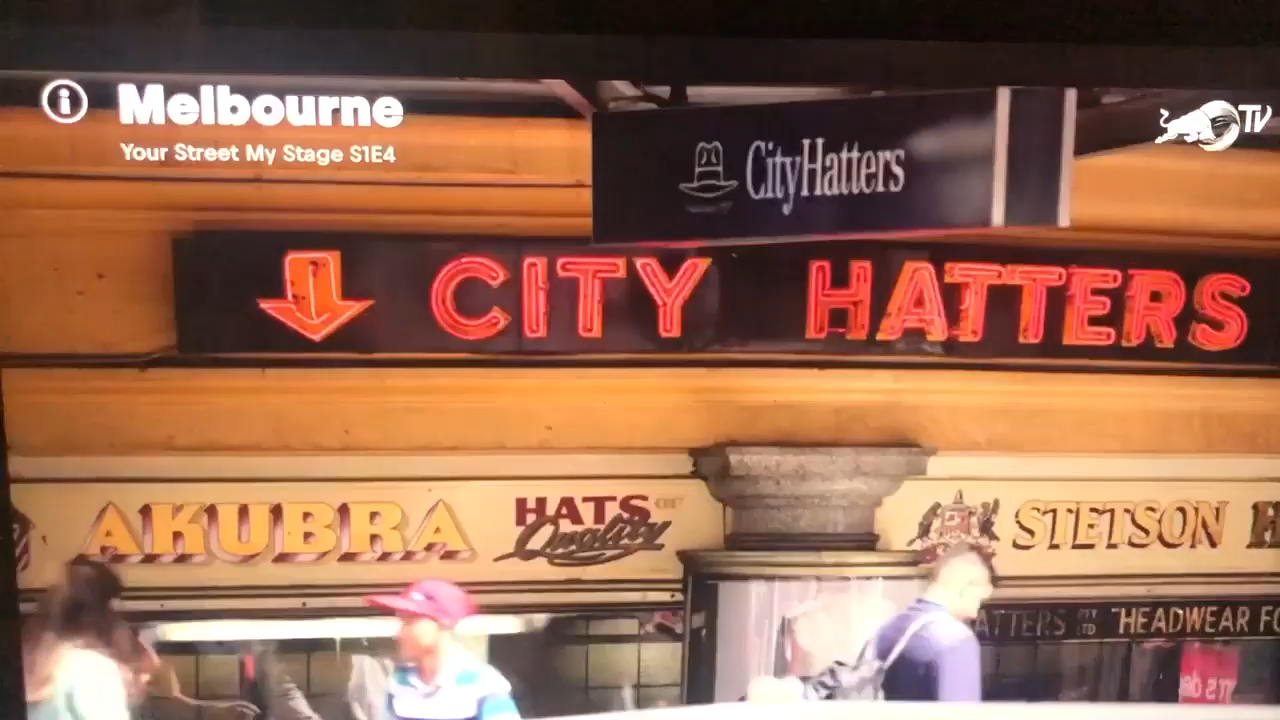 Melbourne
Your Street My Stage S1E4
TV
CityHatters
CITY HATTERS
AKUBRA
HATS OF
Quality
STETSON
ATTERS PTY LTD "HEADWEAR FO